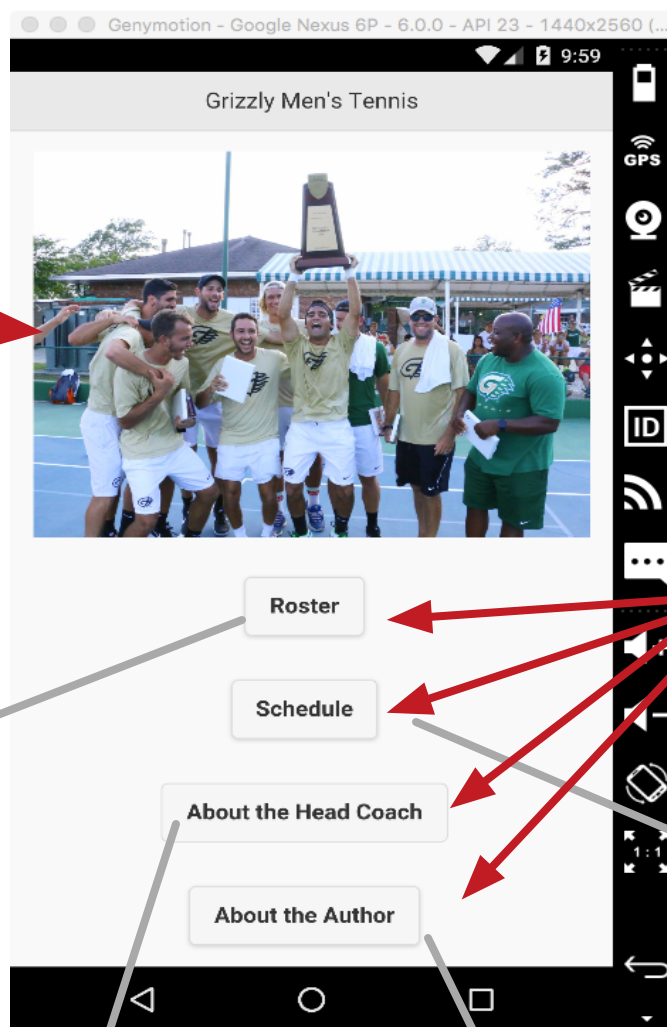 Genymotion - Google Nexus 6P - 6.0.0 - API 23 - 1440x2560 (...
9:59
Grizzly Men's Tennis
GPS
ID
G
Roster
Schedule
About the Head Coach
1:1
About the Author